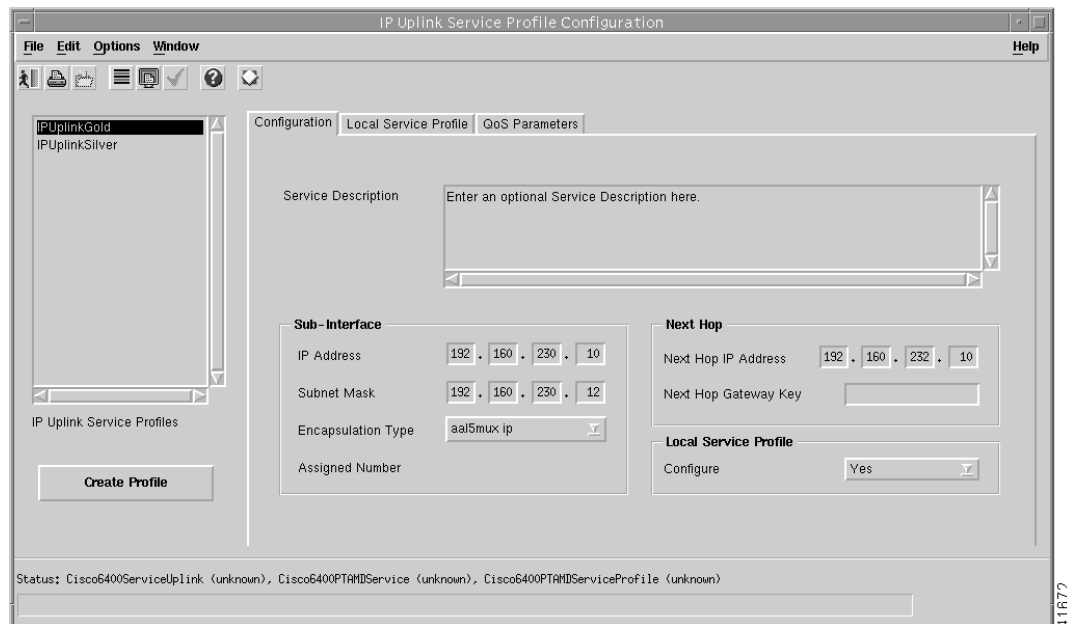 IP Uplink Service Profile Configuration
File Edit Options Window Help
IPUplinkGold
IPUplinkSilver
IP Uplink Service Profiles
Create Profile
Configuration Local Service Profile QoS Parameters
Service Description
Enter an optional Service Description here.
Sub-Interface
IP Address 192 . 160 . 230 . 10
Subnet Mask 192 . 160 . 230 . 12
Encapsulation Type aal5mux ip
Assigned Number
Next Hop
Next Hop IP Address 192 . 160 . 232 . 10
Next Hop Gateway Key
Local Service Profile
Configure Yes
Status: Cisco6400ServiceUplink (unknown), Cisco6400PTAMDService (unknown), Cisco6400PTAMDServiceProfile (unknown)
41672